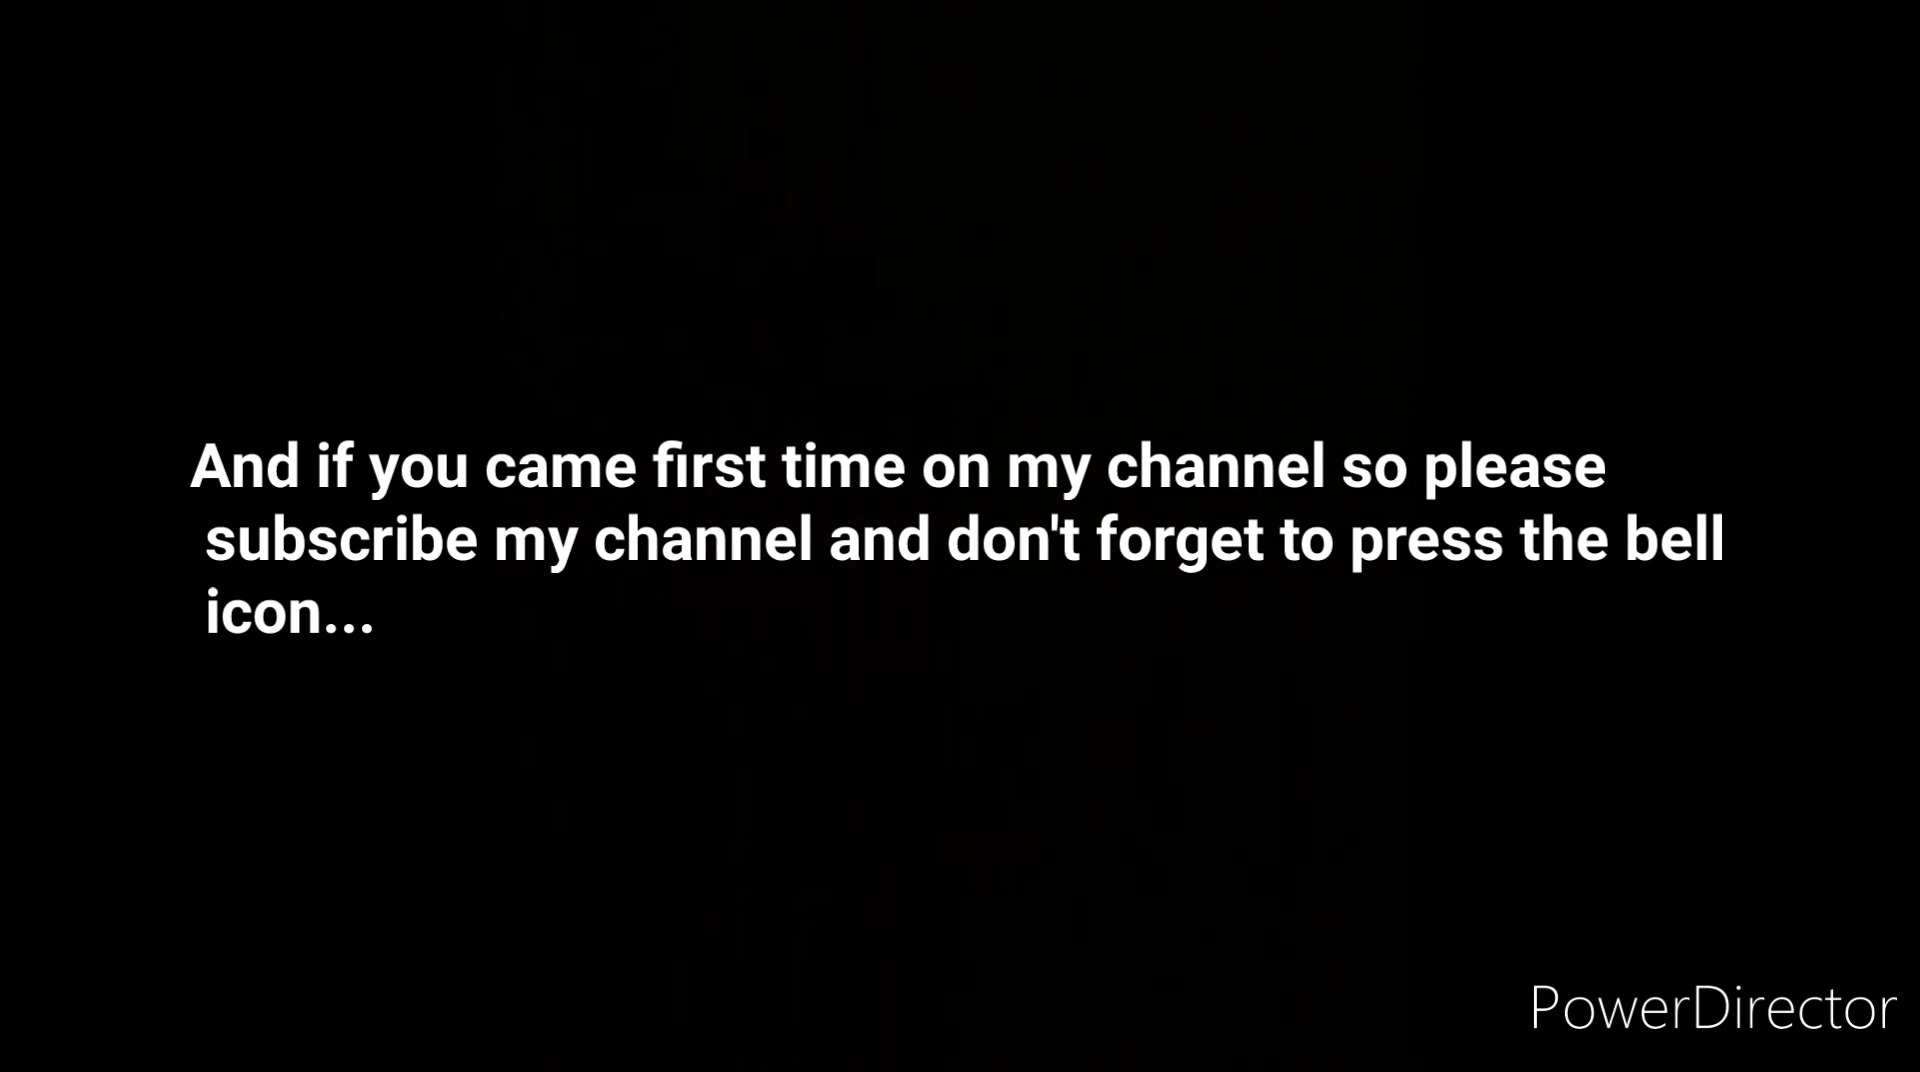 And if you came first time on my channel so please
subscribe my channel and don't forget to press the bell
icon...
PowerDirector